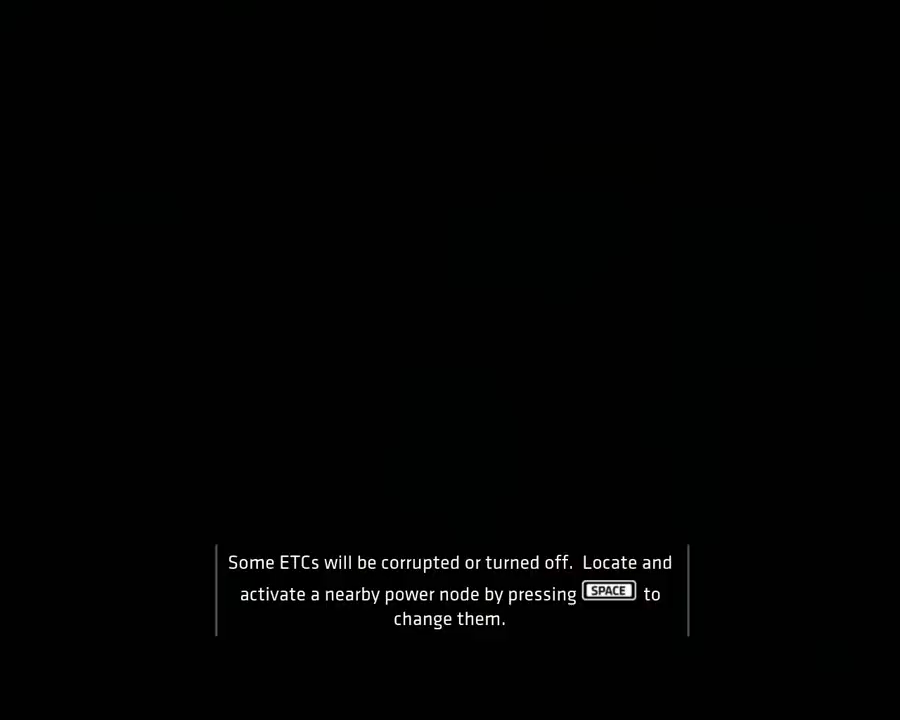 Some ETCs will be corrupted or turned off. Locate and
activate a nearby power node by pressing SPACE to
change them.